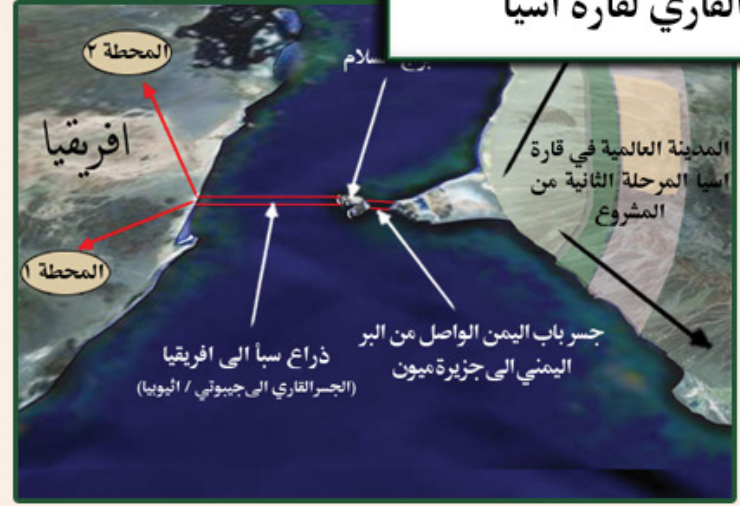 القاري لقارة اسيا
المحطة ٢
افريقيا
المحطة ١
المدينة العالمية في قارة
اسيا المرحلة الثانية من
المشروع
جسر باب اليمن الواصل من البر
اليمني الى جزيرة ميون
ذراع سبأ الى افريقيا
(الجسر القاري الى جيبوتي / اثيوبيا)